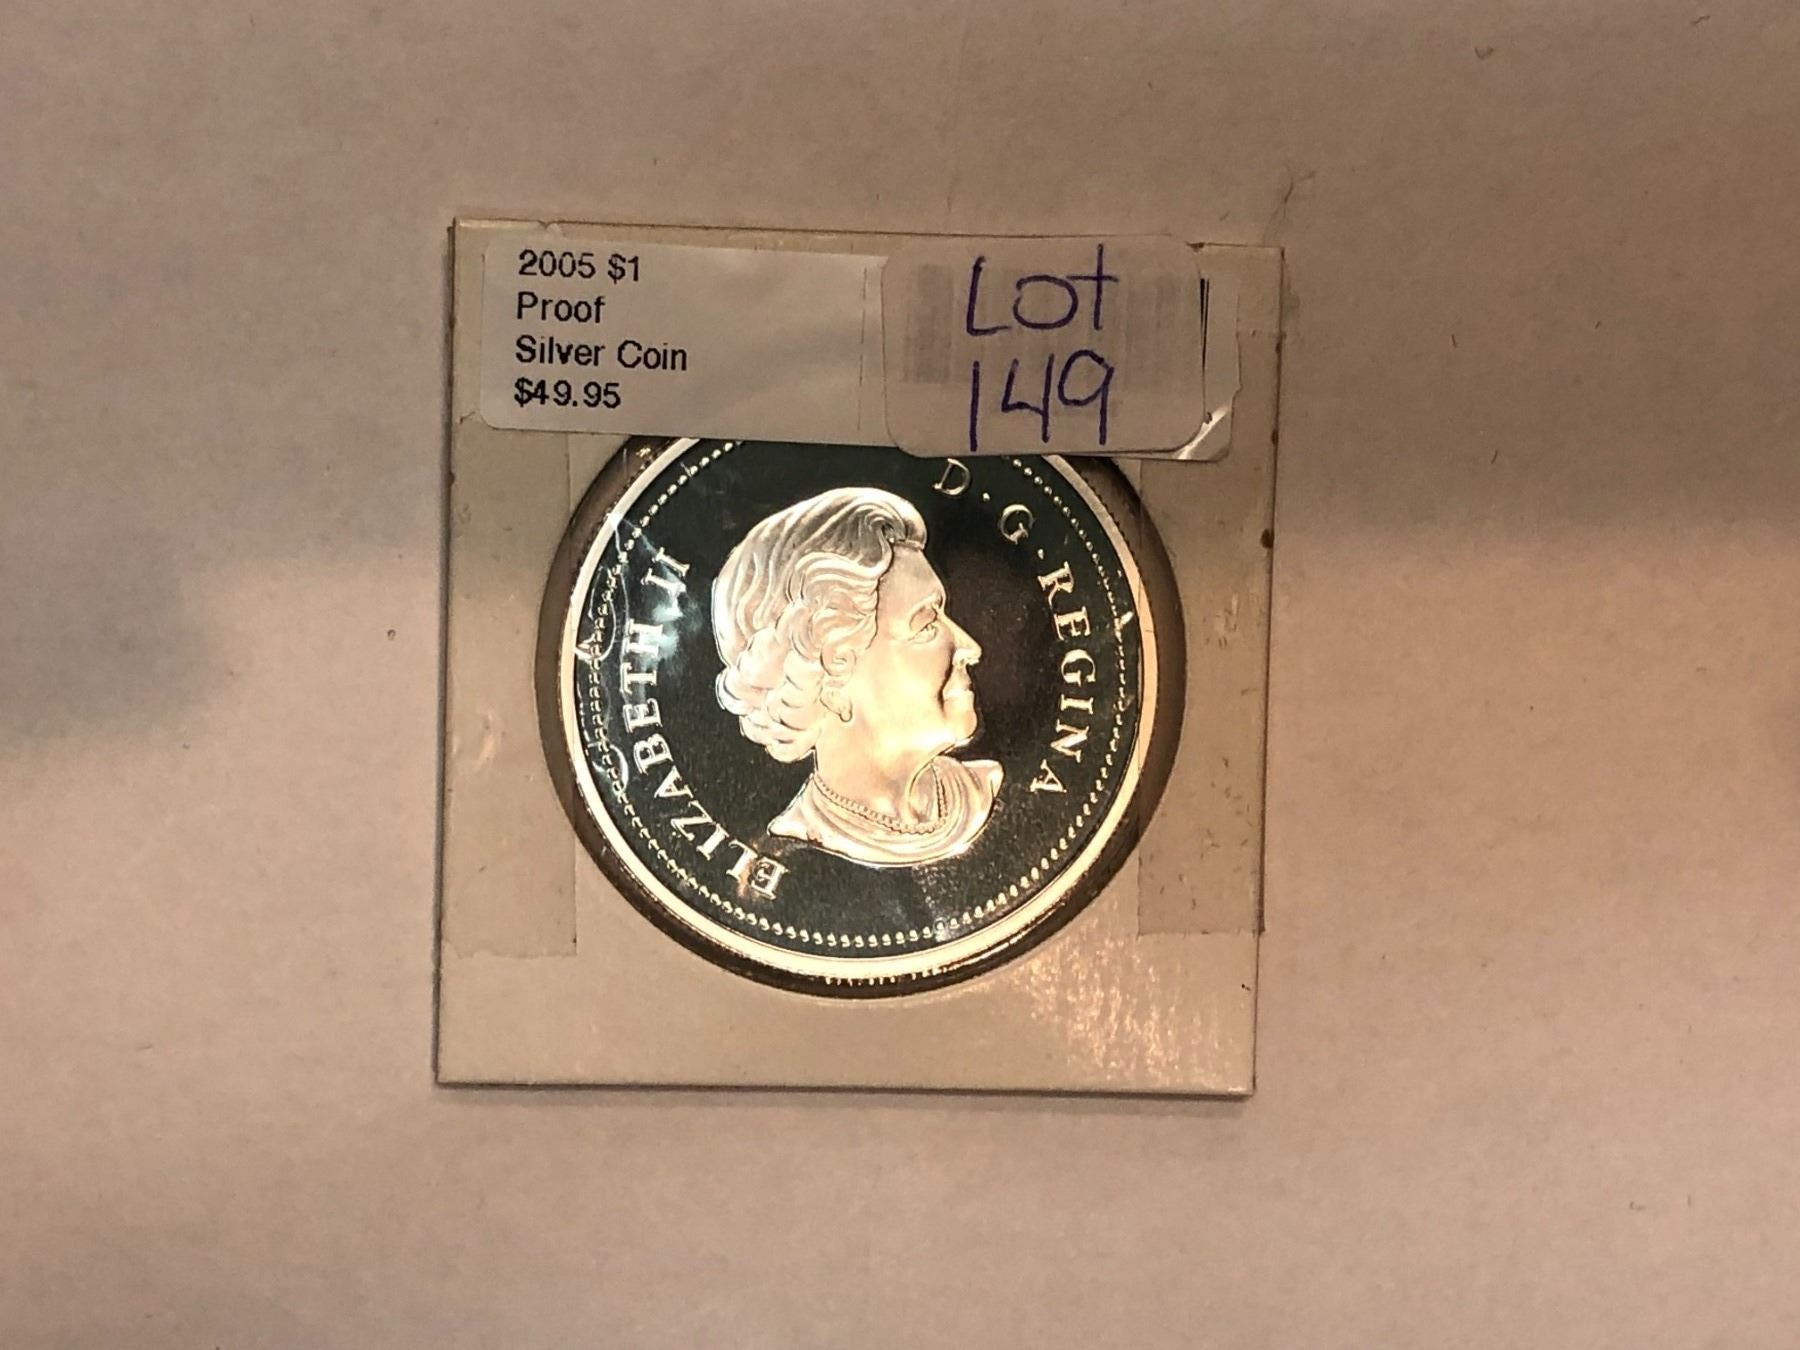 2005 $1
Proof
Silver Coin
$49.95
Lot
149
ELIZABETH II
D · G · REGINA